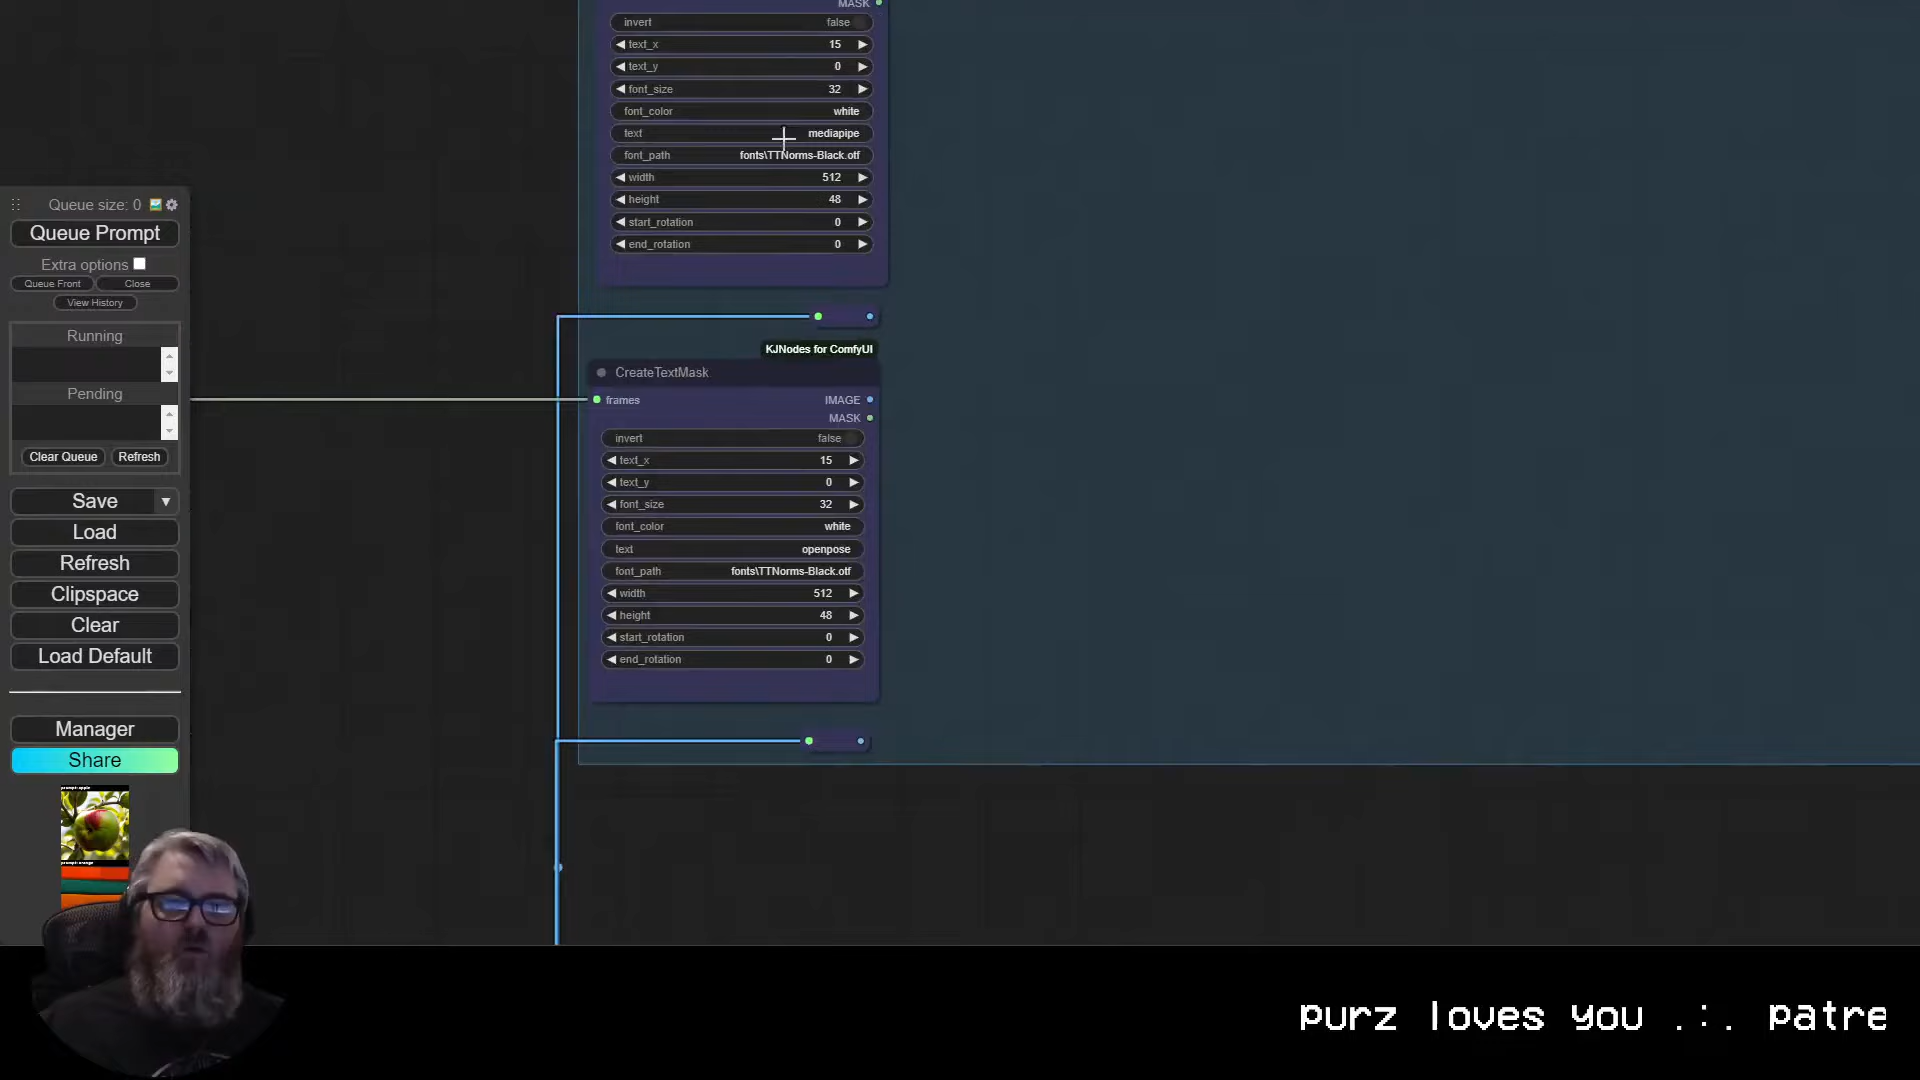 MASK
invert false
text_x 15
text_y 0
font_size 32
font_color white
text mediapipe
font_path fonts\TTNorms-Black.otf
width 512
height 48
start_rotation 0
end_rotation 0
Queue size: 0
Queue Prompt
Extra options
Queue Front Close
View History
Running
Pending
Clear Queue Refresh
Save ▼
Load
Refresh
Clipspace
Clear
Load Default
Manager
Share
prompt: apple
prompt: orange
KJNodes for ComfyUI
CreateTextMask
frames IMAGE
MASK
invert false
text_x 15
text_y 0
font_size 32
font_color white
text openpose
font_path fonts\TTNorms-Black.otf
width 512
height 48
start_rotation 0
end_rotation 0
purz loves you .:. patre